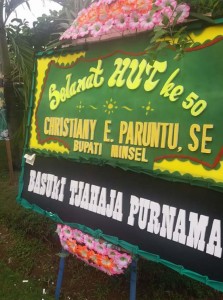 Selamat HUT ke 50
CHRISTIANY E. PARUNTU, SE
BUPATI MINSEL
BASUKI TJAHAJA PURNAMA